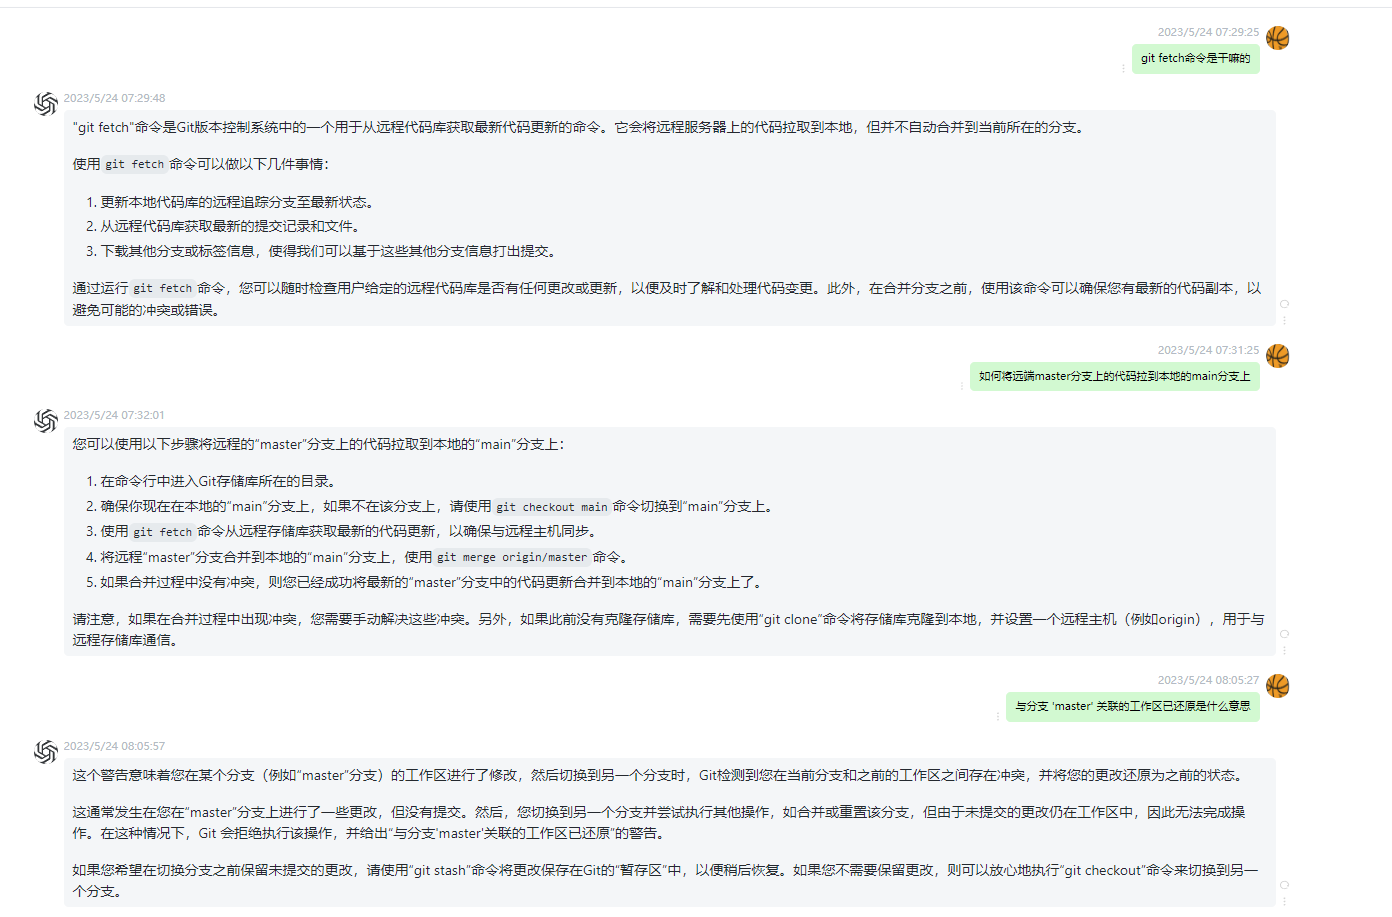 2023/5/24 07:29:25
git fetch命令是干嘛的
2023/5/24 07:29:48
"git fetch"命令是Git版本控制系统中的一个用于从远程代码库获取最新代码更新的命令。它会将远程服务器上的代码拉取到本地，但并不自动合并到当前所在的分支。
使用 git fetch 命令可以做以下几件事情：
1. 更新本地代码库的远程追踪分支至最新状态。
2. 从远程代码库获取最新的提交记录和文件。
3. 下载其他分支或标签信息，使得我们可以基于这些其他分支信息打出提交。
通过运行 git fetch 命令，您可以随时检查用户给定的远程代码库是否有任何更改或更新，以便及时了解和处理代码变更。此外，在合并分支之前，使用该命令可以确保您有最新的代码副本，以
避免可能的冲突或错误。
2023/5/24 07:31:25
如何将远端master分支上的代码拉到本地的main分支上
2023/5/24 07:32:01
您可以使用以下步骤将远程的“master”分支上的代码拉取到本地的“main”分支上：
1. 在命令行中进入Git存储库所在的目录。
2. 确保你现在在本地的“main”分支上，如果不在该分支上，请使用 git checkout main 命令切换到“main”分支上。
3. 使用 git fetch 命令从远程存储库获取最新的代码更新，以确保与远程主机同步。
4. 将远程“master”分支合并到本地的“main”分支上，使用 git merge origin/master 命令。
5. 如果合并过程中没有冲突，则您已经成功将最新的“master”分支中的代码更新合并到本地的“main”分支上了。
请注意，如果在合并过程中出现冲突，您需要手动解决这些冲突。另外，如果此前没有克隆存储库，需要先使用“git clone”命令将存储库克隆到本地，并设置一个远程主机（例如origin），用于与
远程存储库通信。
2023/5/24 08:05:27
与分支 'master' 关联的工作区已还原是什么意思
2023/5/24 08:05:57
这个警告意味着您在某个分支（例如“master”分支）的工作区进行了修改，然后切换到另一个分支时，Git检测到您在当前分支和之前的工作区之间存在冲突，并将您的更改还原为之前的状态。
这通常发生在您在“master”分支上进行了一些更改，但没有提交。然后，您切换到另一个分支并尝试执行其他操作，如合并或重置该分支，但由于未提交的更改仍在工作区中，因此无法完成操
作。在这种情况下，Git 会拒绝执行该操作，并给出“与分支'master'关联的工作区已还原”的警告。
如果您希望在切换分支之前保留未提交的更改，请使用“git stash”命令将更改保存在Git的“暂存区”中，以便稍后恢复。如果您不需要保留更改，则可以放心地执行“git checkout”命令来切换到另一
个分支。